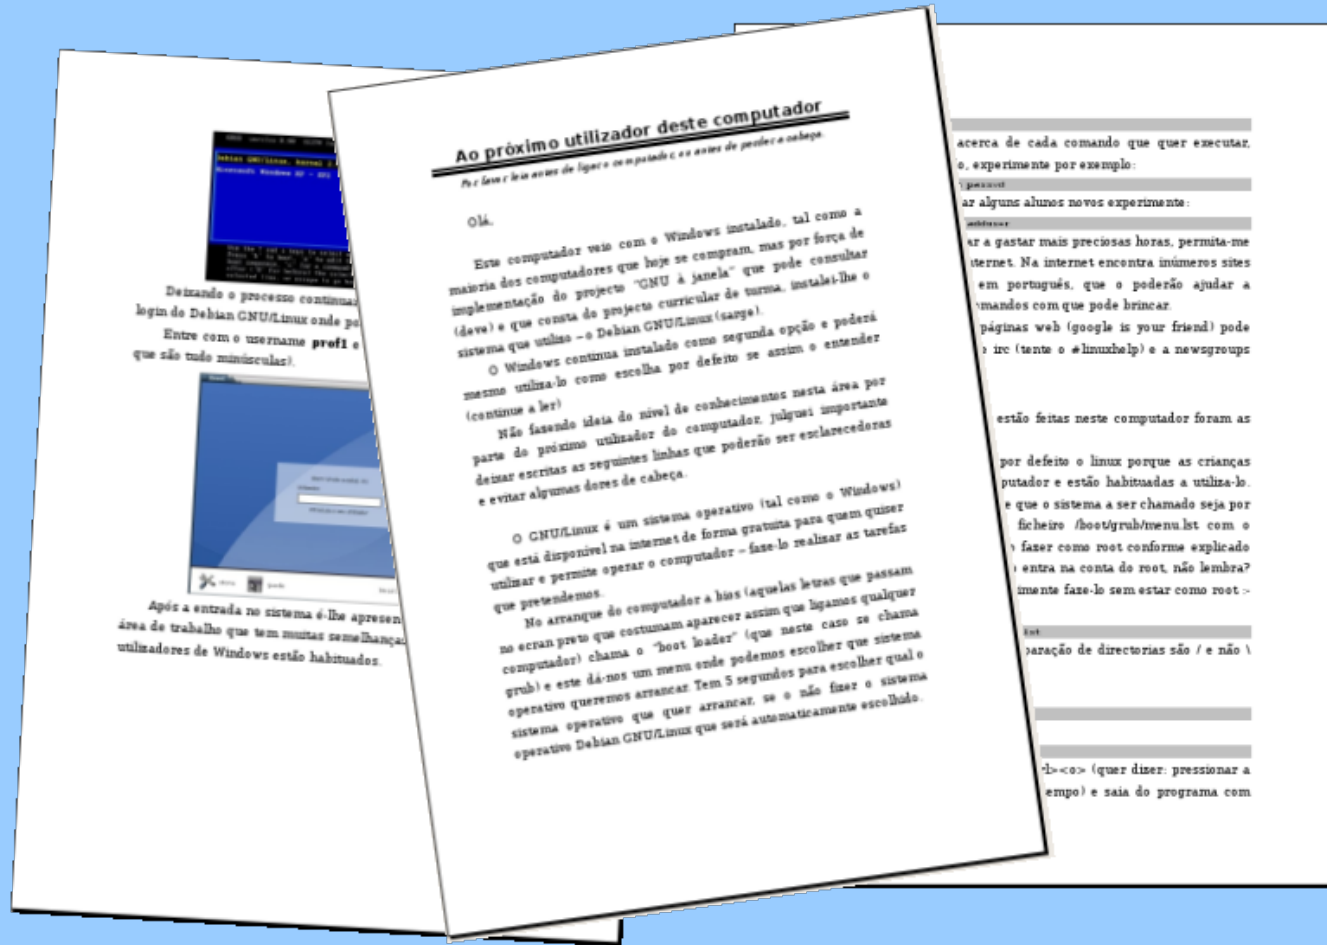 Debian GNU/Linux, kernel 2.
Microsoft Windows XP
Deixando o processo continua
login do Debian GNU/Linux onde po
Entre com o username prof1 e
que são tudo minúsculas).
Após a entrada no sistema é-lhe apresen
área de trabalho que tem muitas semelhança
utilizadores de Windows estão habituados.
Ao próximo utilizador deste computador
Por favor leia antes de ligar o computador, ou antes de perder a cabeça.
Olá,
Este computador veio com o Windows instalado, tal como a
maioria dos computadores que hoje se compram, mas por força de
implementação do projecto "GNU à janela" que pode consultar
(deve) e que consta do projecto curricular de turma, instalei-lhe o
sistema que utilizo – o Debian GNU/Linux (sarge).
O Windows continua instalado como segunda opção e poderá
mesmo utiliza-lo como escolha por defeito se assim o entender
(continue a ler)
Não fazendo ideia do nível de conhecimentos nesta área por
parte do próximo utilizador do computador, julguei importante
deixar escritas as seguintes linhas que poderão ser esclarecedoras
e evitar algumas dores de cabeça.
O GNU/Linux é um sistema operativo (tal como o Windows)
que está disponível na internet de forma gratuita para quem quiser
utilizar e permite operar o computador – faze-lo realizar as tarefas
que pretendemos.
No arranque do computador a bios (aquelas letras que passam
no ecran preto que costumam aparecer assim que ligamos qualquer
computador) chama o "boot loader" (que neste caso se chama
grub) e este dá-nos um menu onde podemos escolher que sistema
operativo queremos arrancar. Tem 5 segundos para escolher qual o
sistema operativo que quer arrancar, se o não fizer o sistema
operativo Debian GNU/Linux que será automaticamente escolhido.
acerca de cada comando que quer executar,
o, experimente por exemplo:
passwd
ar alguns alunos novos experimente:
adduser
ar a gastar mais preciosas horas, permita-me
nternet. Na internet encontra inúmeros sites
em português, que o poderão ajudar a
mandos com que pode brincar.
páginas web (google is your friend) pode
e irc (tente o #linuxhelp) e a newsgroups
estão feitas neste computador foram as
por defeito o linux porque as crianças
putador e estão habituadas a utiliza-lo.
e que o sistema a ser chamado seja por
ficheiro /boot/grub/menu.lst com o
o fazer como root conforme explicado
entra na conta do root, não lembra?
imente faze-lo sem estar como root :-
lst
paração de directorias são / e não \
rl><o> (quer dizer: pressionar a
empo) e saia do programa com